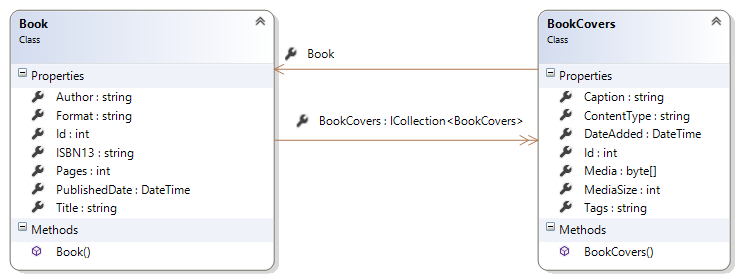 Book
Class
Properties
Author : string
Format : string
Id : int
ISBN13 : string
Pages : int
PublishedDate : DateTime
Title : string
Methods
Book()
Book
BookCovers : ICollection<BookCovers>
BookCovers
Class
Properties
Caption : string
ContentType : string
DateAdded : DateTime
Id : int
Media : byte[]
MediaSize : int
Tags : string
Methods
BookCovers()